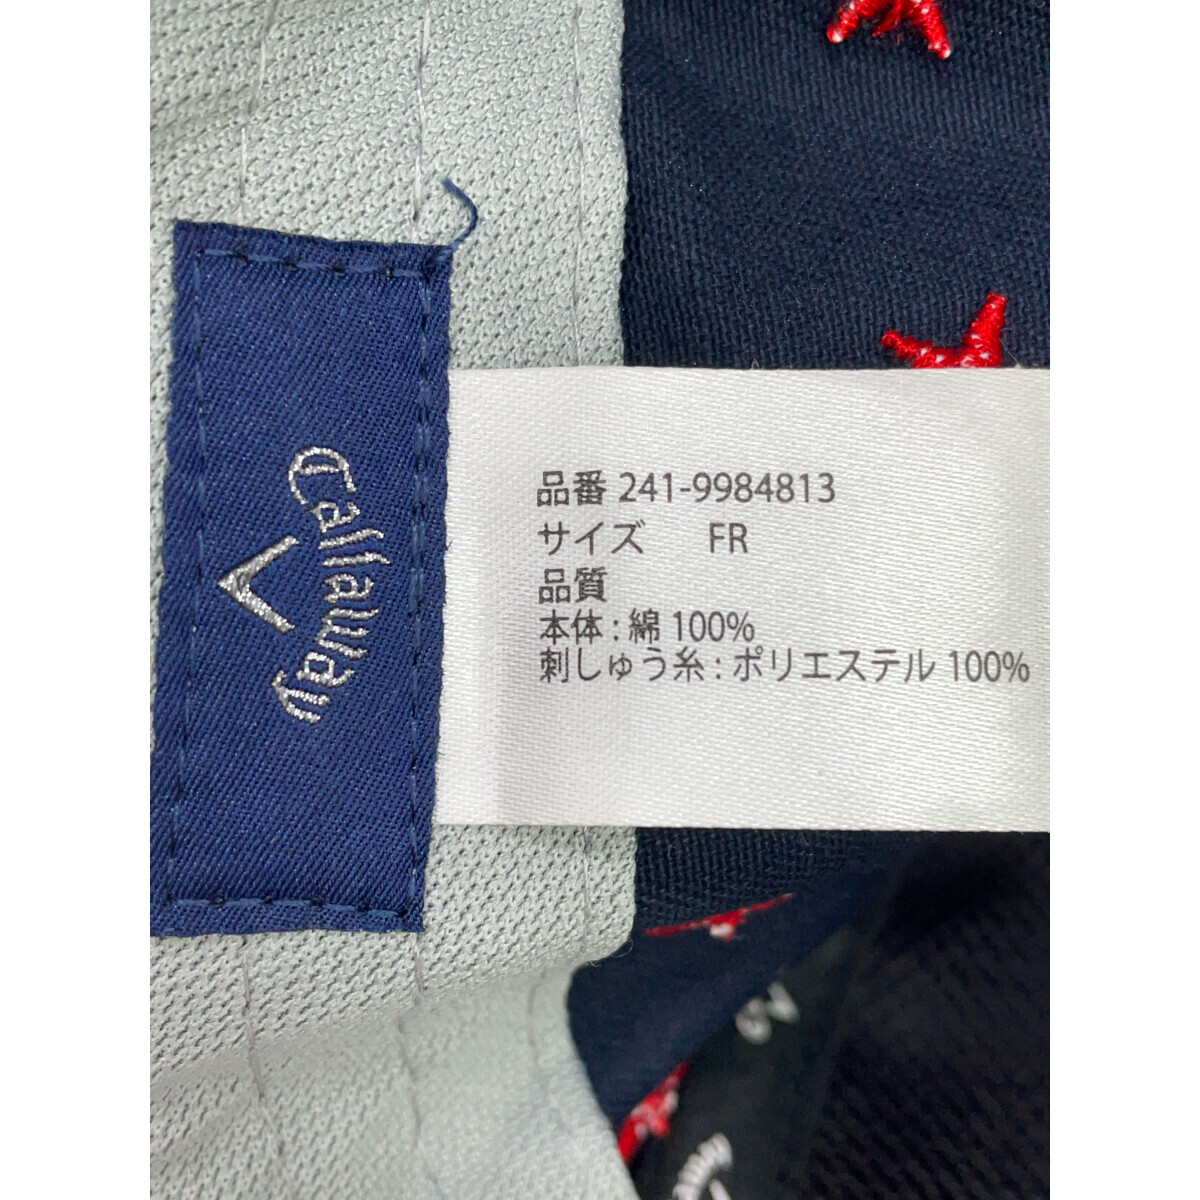 Callaway
品番 241-9984813
サイズ FR
品質
本体 : 綿 100%
刺しゅう糸 : ポリエステル 100%